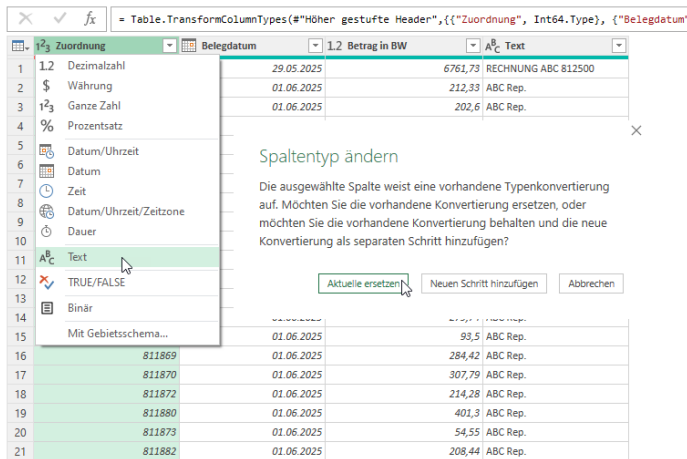 = Table.TransformColumnTypes(#"Höher gestufte Header",{{"Zuordnung", Int64.Type}, {"Belegdatum"
1²3 Zuordnung Belegdatum 1.2 Betrag in BW ABC Text
1 29.05.2025 6761,73 RECHNUNG ABC 812500
2 01.06.2025 212,33 ABC Rep.
3 01.06.2025 202,6 ABC Rep.
4
5
6
7
8
9
10
11
12
13
14
1.2 Dezimalzahl
$ Währung
1²3 Ganze Zahl
% Prozentsatz
Datum/Uhrzeit
Datum
Zeit
Datum/Uhrzeit/Zeitzone
Dauer
ABC Text
TRUE/FALSE
Binär
Mit Gebietsschema...
Spaltentyp ändern
Die ausgewählte Spalte weist eine vorhandene Typenkonvertierung
auf. Möchten Sie die vorhandene Konvertierung ersetzen, oder
möchten Sie die vorhandene Konvertierung behalten und die neue
Konvertierung als separaten Schritt hinzufügen?
Aktuelle ersetzen Neuen Schritt hinzufügen Abbrechen
15 01.06.2025 93,5 ABC Rep.
16 811869 01.06.2025 284,42 ABC Rep.
17 811870 01.06.2025 307,79 ABC Rep.
18 811872 01.06.2025 214,28 ABC Rep.
19 811880 01.06.2025 401,3 ABC Rep.
20 811873 01.06.2025 54,55 ABC Rep.
21 811882 01.06.2025 208,44 ABC Rep.